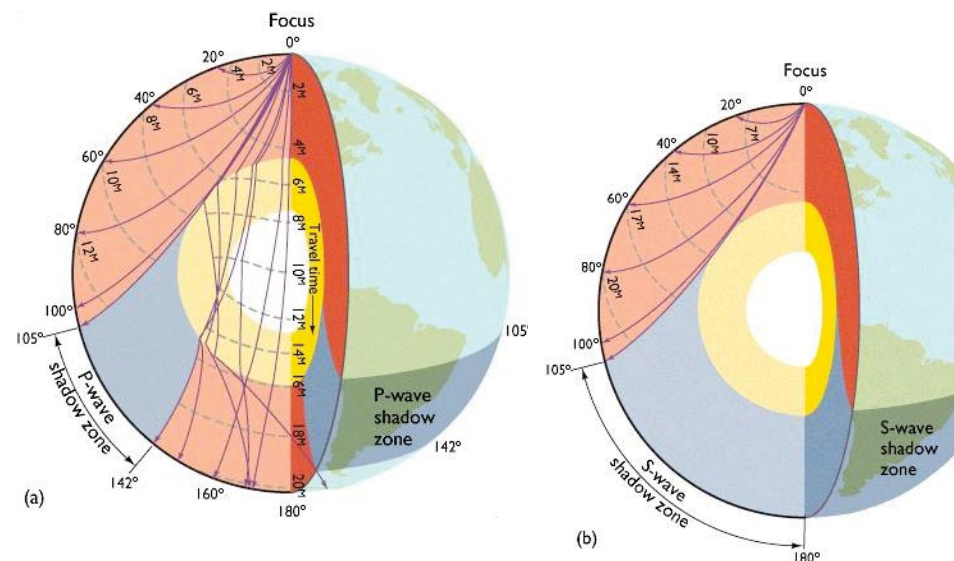 Focus
0°
20°
2M
4M
6M
40°
8M
60°
10M
80°
12M
100°
105°
P-wave
shadow zone
142°
160°
180°
2M
4M
6M
8M
10M
12M
14M
16M
18M
20M
Travel time
P-wave
shadow
zone
105°
142°
(a)
Focus
0°
20°
7M
40°
10M
14M
60°
17M
80°
20M
100°
105°
S-wave
shadow zone
180°
S-wave
shadow
zone
(b)